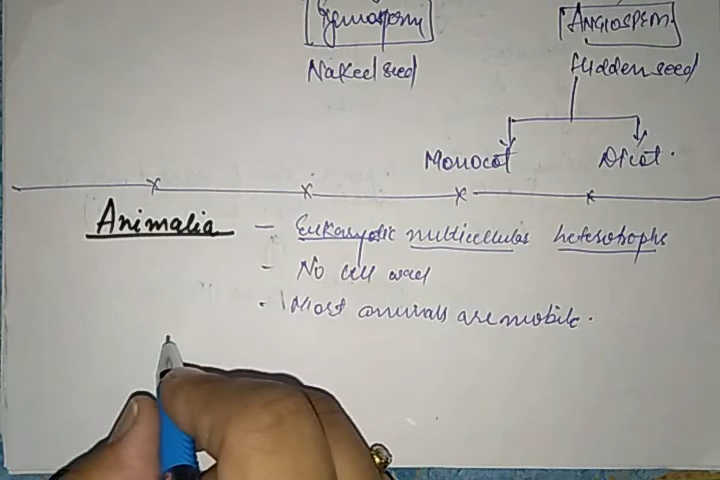 Gymnosperm
ANGIOSPERM
Naked seed
Hidden seed
Monocot
Dicot.
Animalia - Eukaryotic multicellular heterotrophs
- No cell wall
- Most animals are mobile.